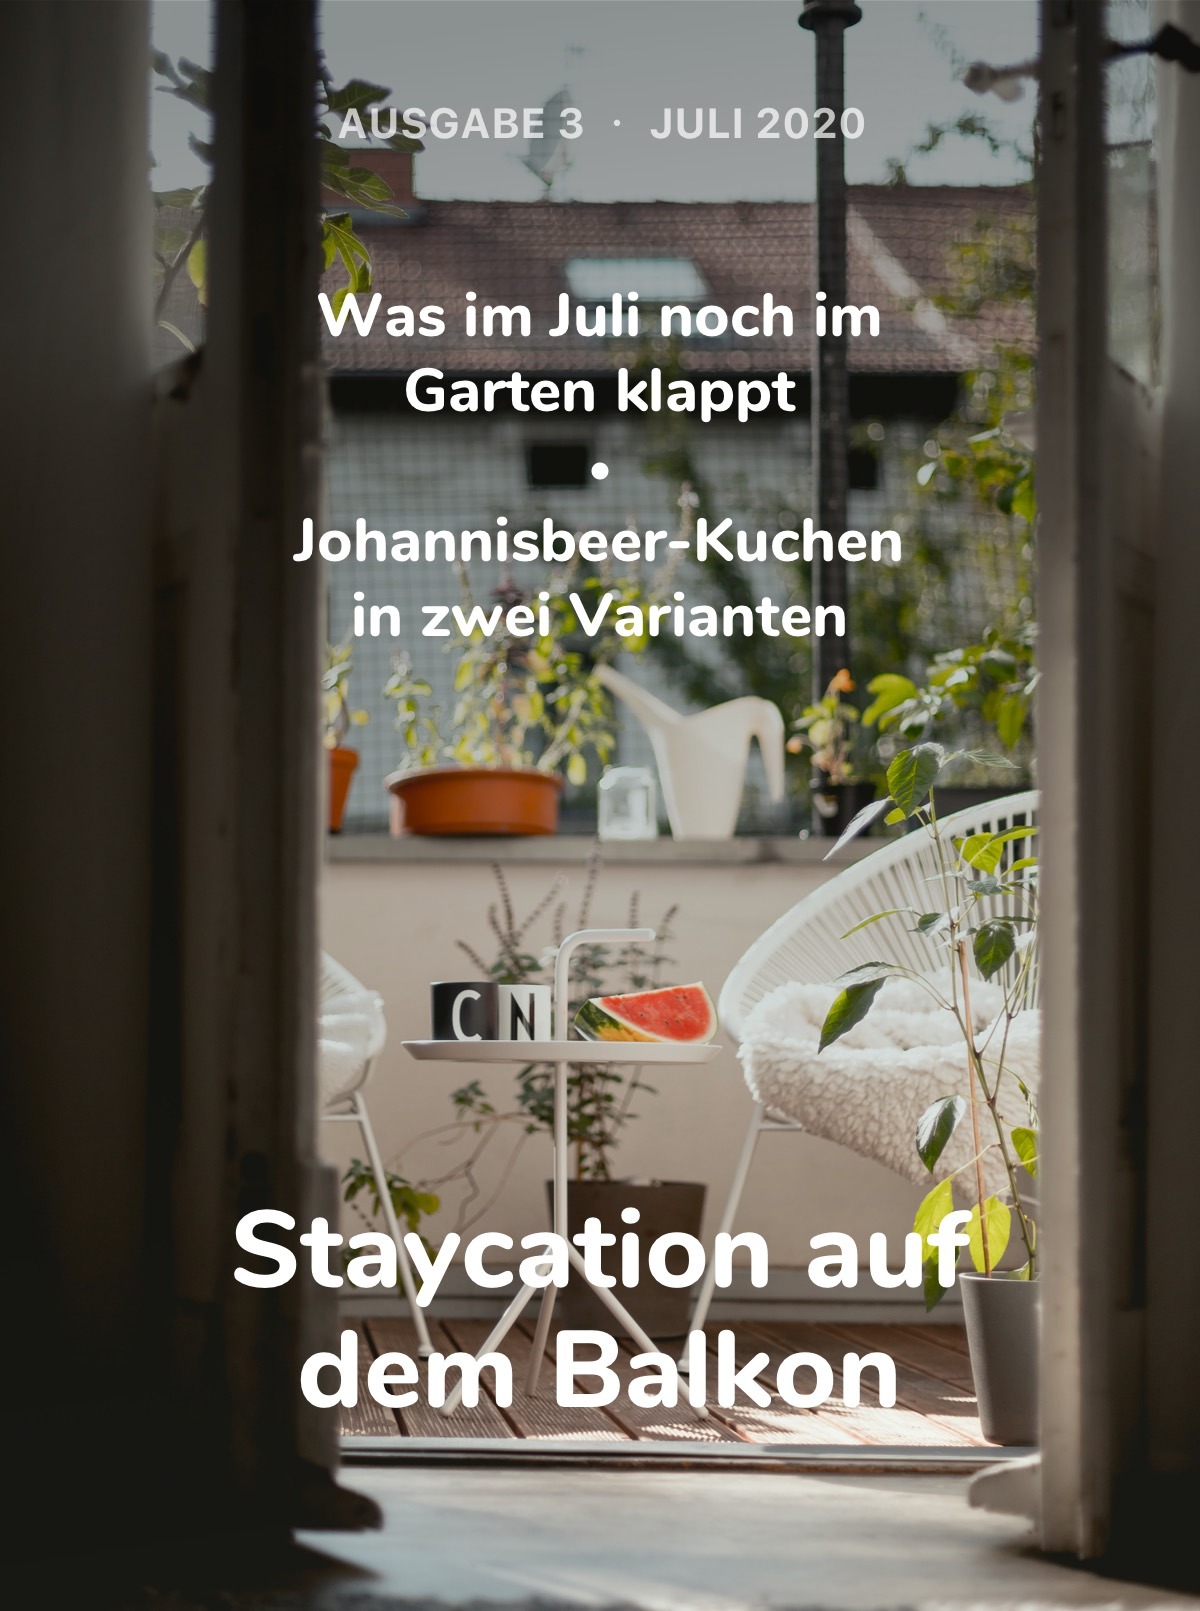 AUSGABE 3 · JULI 2020
Was im Juli noch im
Garten klappt
•
Johannisbeer-Kuchen
in zwei Varianten
C N
Staycation auf
dem Balkon